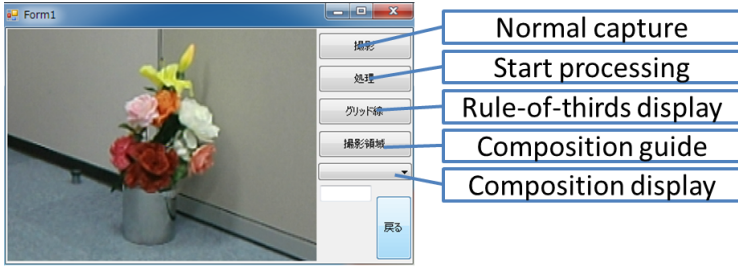 Form1
撮影
Normal capture
処理
Start processing
グリッド線
Rule-of-thirds display
撮影領域
Composition guide
Composition display
戻る